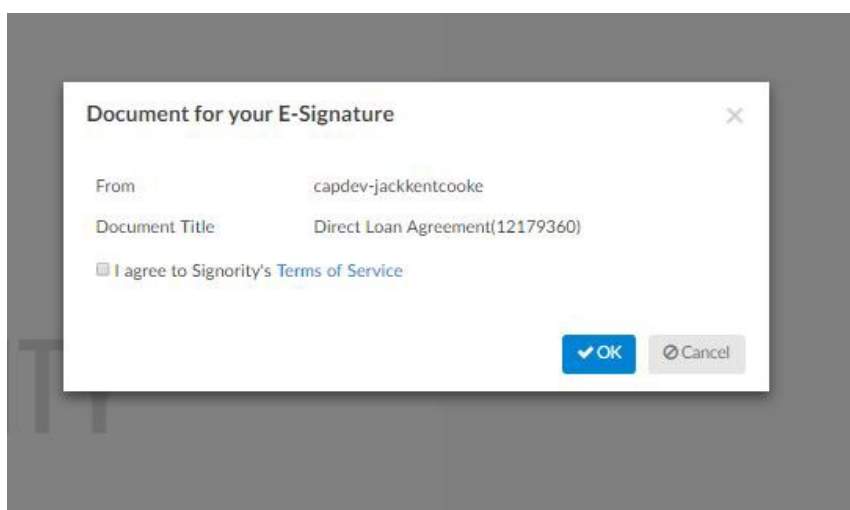 Document for your E-Signature
From capdev-jackkentcooke
Document Title Direct Loan Agreement(12179360)
I agree to Signority's Terms of Service
OK Cancel
ITY